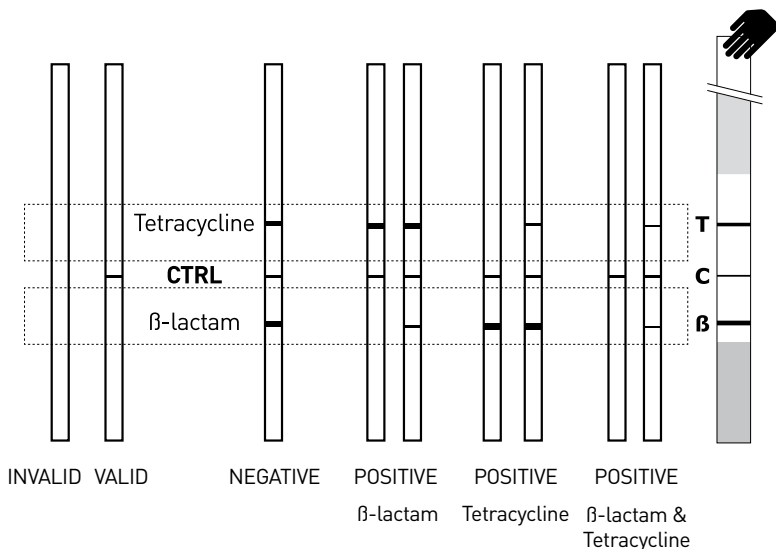 Tetracycline
T
CTRL
C
ß-lactam
ß
INVALID VALID NEGATIVE POSITIVE POSITIVE POSITIVE
ß-lactam Tetracycline ß-lactam &
Tetracycline